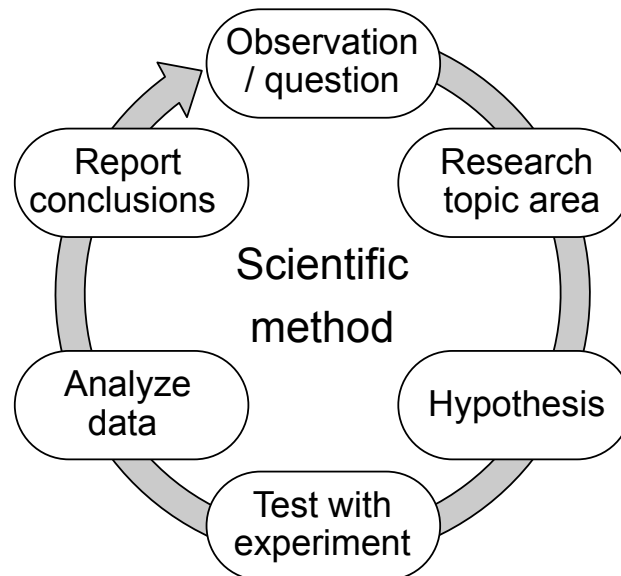 Observation
/ question
Research
topic area
Hypothesis
Test with
experiment
Analyze
data
Report
conclusions
Scientific
method